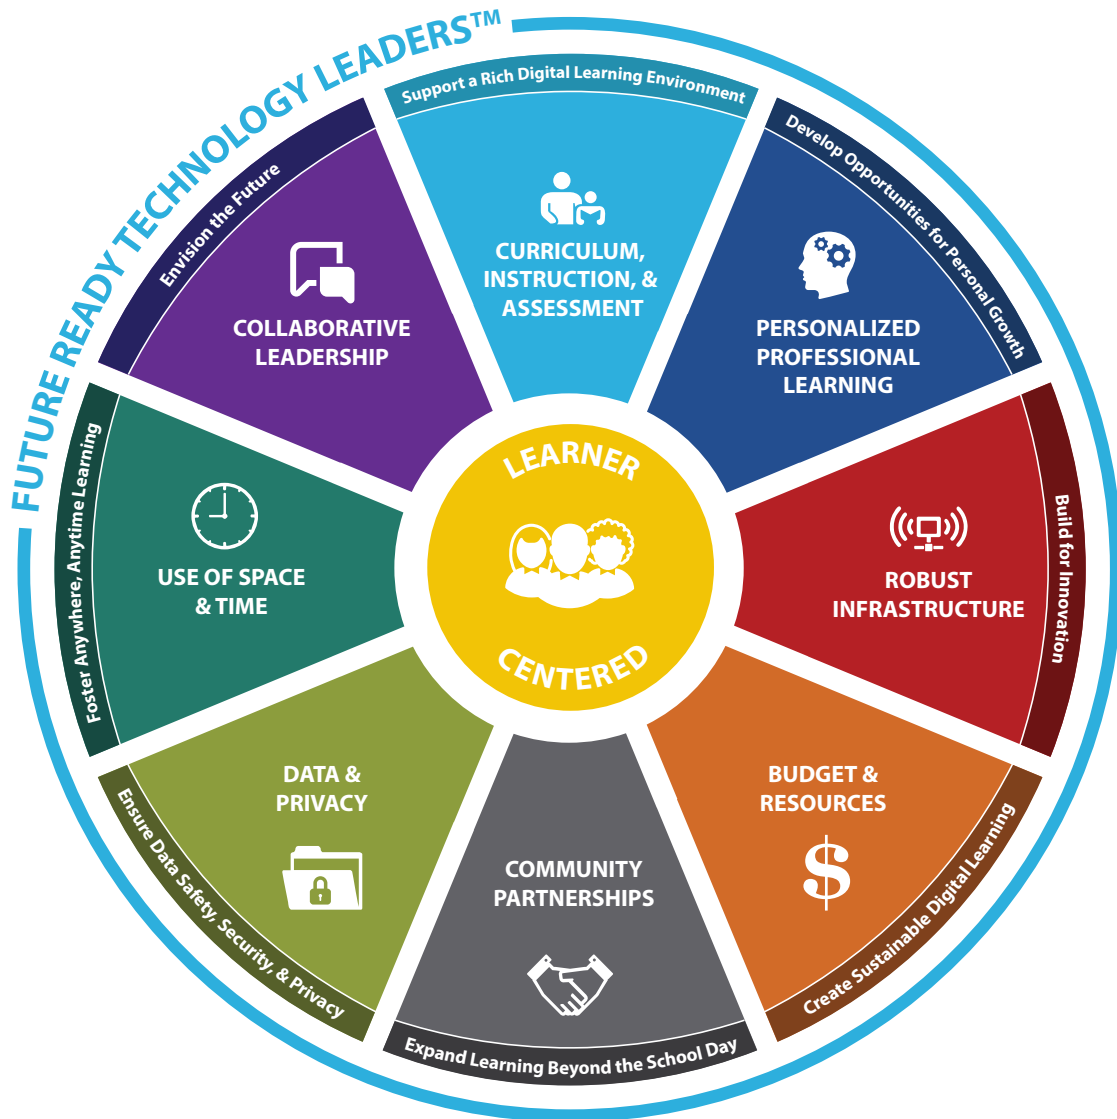 FUTURE READY TECHNOLOGY LEADERS™
Support a Rich Digital Learning Environment
CURRICULUM,
INSTRUCTION, &
ASSESSMENT
Develop Opportunities for Personal Growth
PERSONALIZED
PROFESSIONAL
LEARNING
Build for Innovation
ROBUST
INFRASTRUCTURE
Create Sustainable Digital Learning
BUDGET &
RESOURCES
$
Expand Learning Beyond the School Day
COMMUNITY
PARTNERSHIPS
Ensure Data Safety, Security, & Privacy
DATA &
PRIVACY
Foster Anywhere, Anytime Learning
USE OF SPACE
& TIME
Envision the Future
COLLABORATIVE
LEADERSHIP
LEARNER
CENTERED